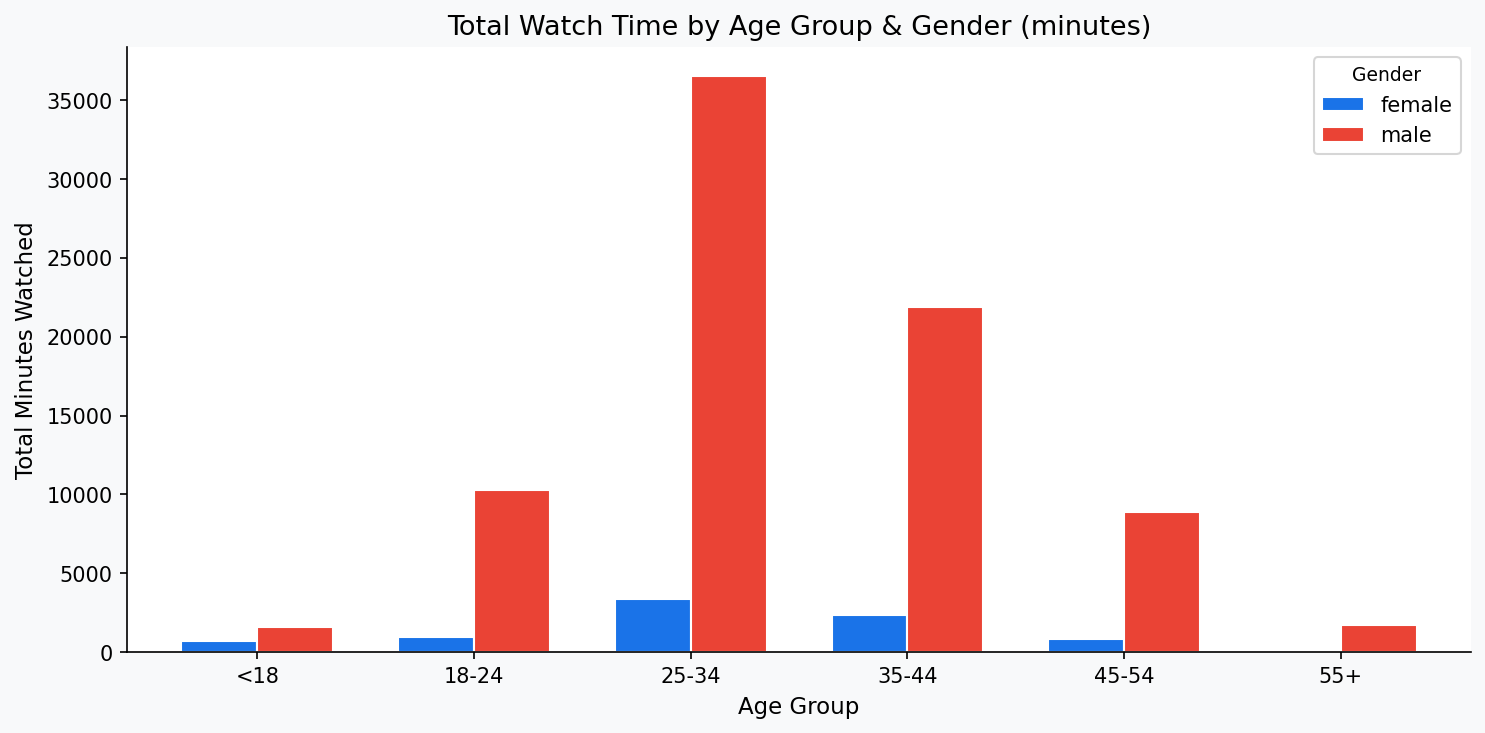 Total Watch Time by Age Group & Gender (minutes)
Gender
female
male
Total Minutes Watched
35000
30000
25000
20000
15000
10000
5000
0
<18
18-24
25-34
35-44
45-54
55+
Age Group